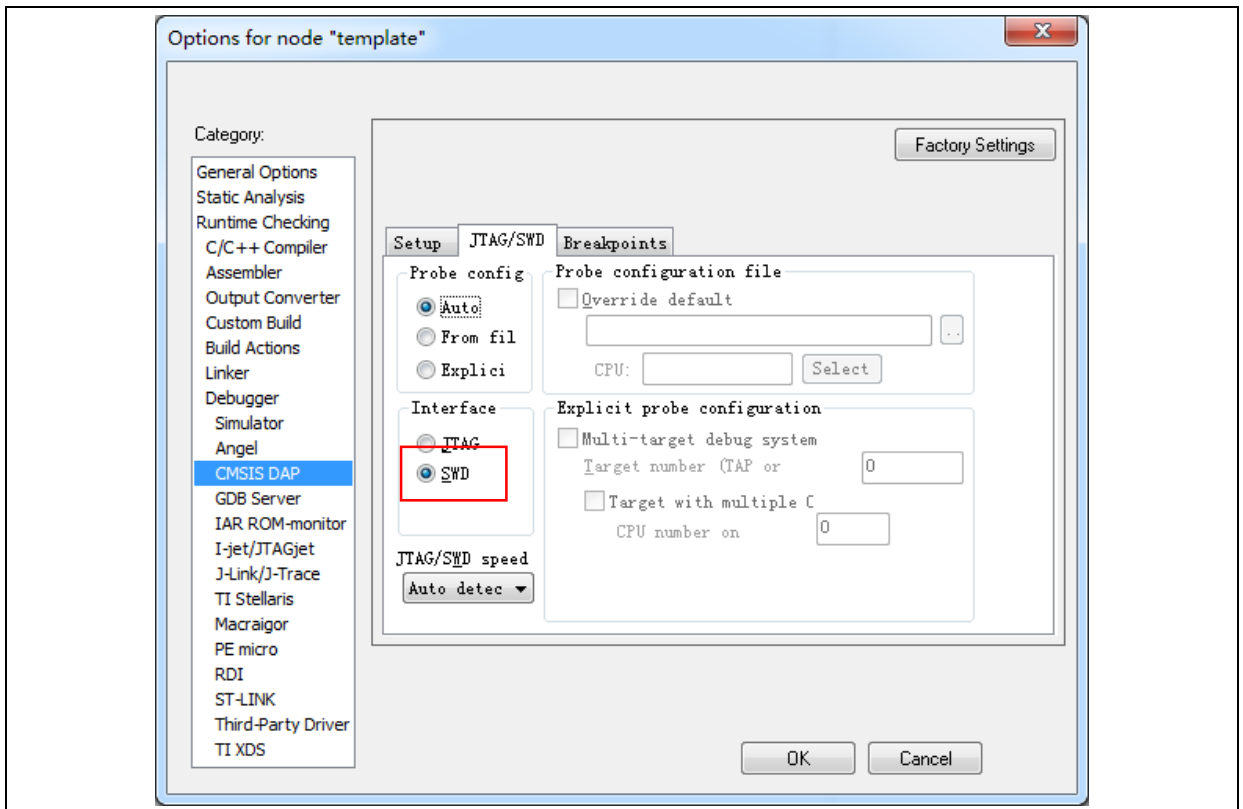 Options for node "template"
Category:
Factory Settings
General Options
Static Analysis
Runtime Checking
C/C++ Compiler
Assembler
Output Converter
Custom Build
Build Actions
Linker
Debugger
Simulator
Angel
CMSIS DAP
GDB Server
IAR ROM-monitor
I-jet/JTAGjet
J-Link/J-Trace
TI Stellaris
Macraigor
PE micro
RDI
ST-LINK
Third-Party Driver
TI XDS
Setup JTAG/SWD Breakpoints
Probe config
Auto
From fil
Explici
Probe configuration file
Override default
..
CPU: Select
Interface
JTAG
SWD
JTAG/SWD speed
Auto detec
Explicit probe configuration
Multi-target debug system
Target number (TAP or 0
Target with multiple C
CPU number on 0
OK Cancel